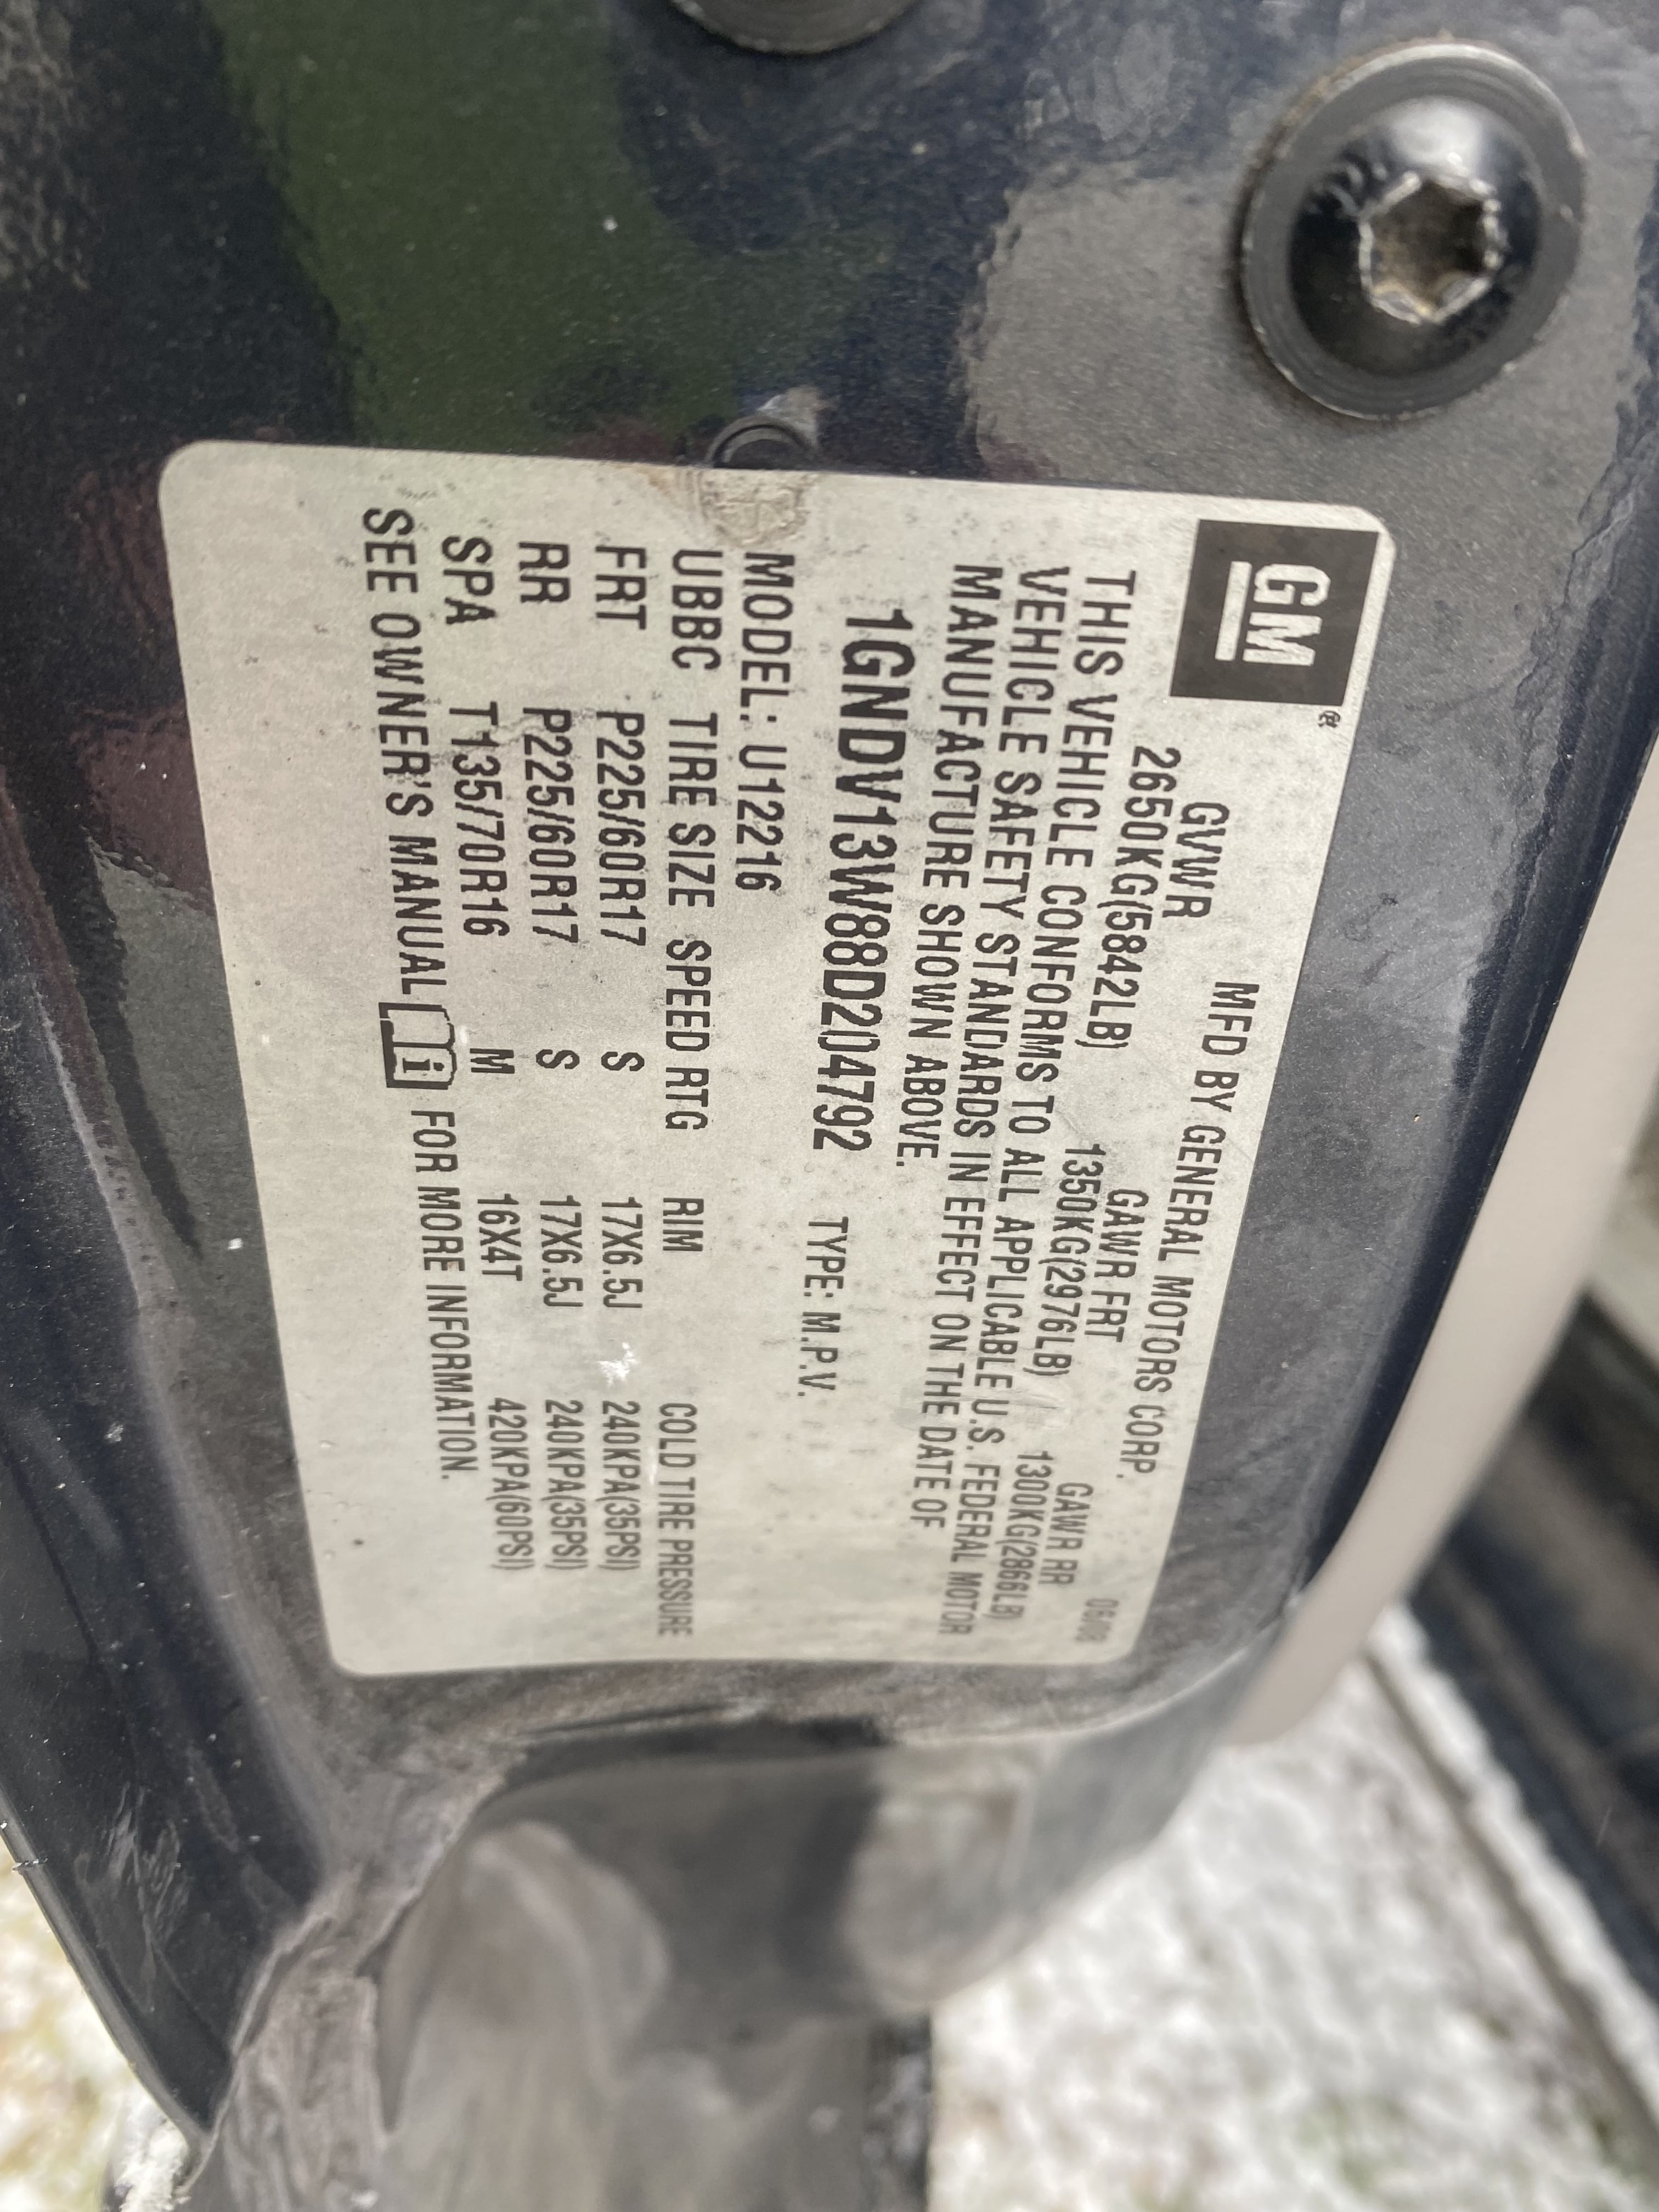 GM
MFD BY GENERAL MOTORS CORP.
GVWR GAWR FRT GAWR RR
2650KG(5842LB) 1350KG(2976LB) 1300KG(2866LB)
THIS VEHICLE CONFORMS TO ALL APPLICABLE U.S. FEDERAL MOTOR
VEHICLE SAFETY STANDARDS IN EFFECT ON THE DATE OF
MANUFACTURE SHOWN ABOVE.
1GNDV13W88D204792 TYPE: M.P.V.
MODEL: U12216
UBBC TIRE SIZE SPEED RTG RIM COLD TIRE PRESSURE
FRT P225/60R17 S 17X6.5J 240KPA(35PSI)
RR P225/60R17 S 17X6.5J 240KPA(35PSI)
SPA T135/70R16 M 16X4T 420KPA(60PSI)
SEE OWNER'S MANUAL i FOR MORE INFORMATION.